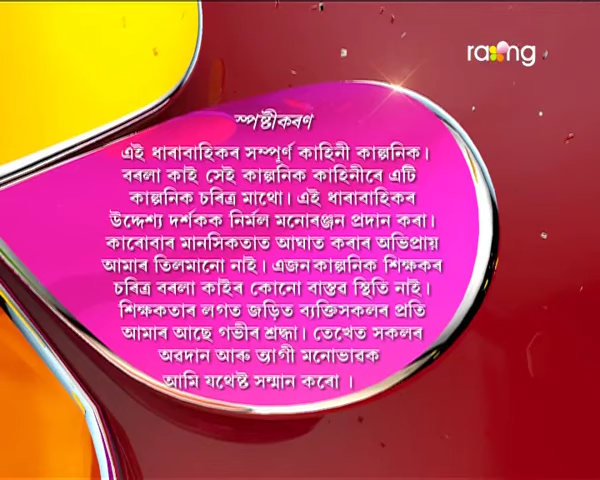 rang
স্পষ্টীকৰণ
এই ধাৰাবাহিকৰ সম্পূৰ্ণ কাহিনী কাল্পনিক।
বৰলা কাই সেই কাল্পনিক কাহিনীৰে এটি
কাল্পনিক চৰিত্ৰ মাথো। এই ধাৰাবাহিকৰ
উদ্দেশ্য দৰ্শকক নিৰ্মল মনোৰঞ্জন প্ৰদান কৰা।
কাৰোবাৰ মানসিকতাত আঘাত কৰাৰ অভিপ্ৰায়
আমাৰ তিলমানো নাই। এজন কাল্পনিক শিক্ষকৰ
চৰিত্ৰ বৰলা কাইৰ কোনো বাস্তৱ স্থিতি নাই।
শিক্ষকতাৰ লগত জড়িত ব্যক্তিসকলৰ প্ৰতি
আমাৰ আছে গভীৰ শ্ৰদ্ধা। তেখেত সকলৰ
অৱদান আৰু ত্যাগী মনোভাৱক
আমি যথেষ্ট সন্মান কৰো ।